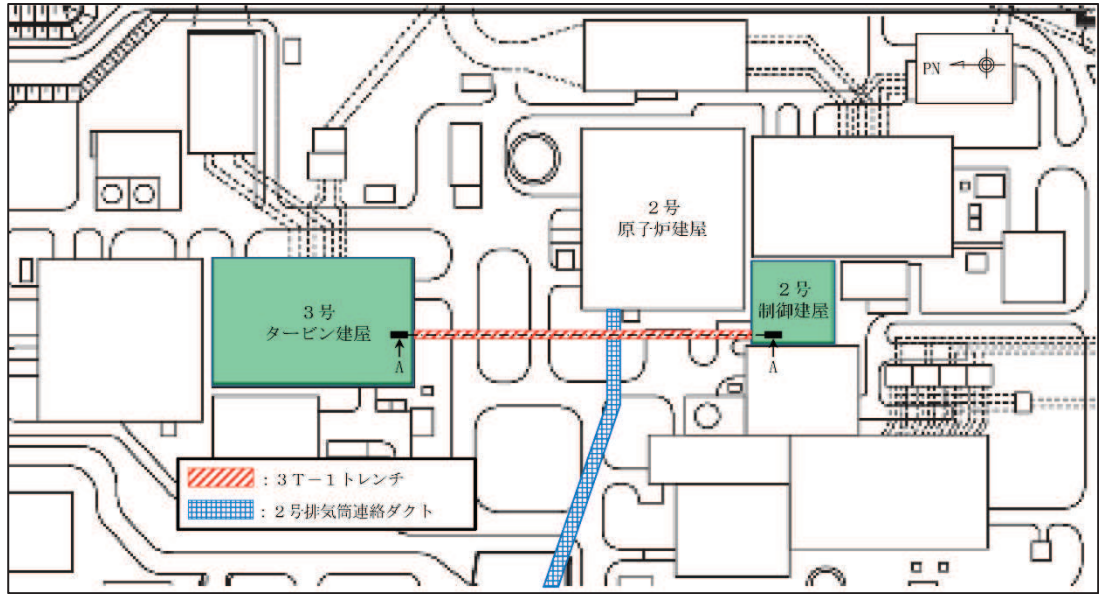 PN
2号
原子炉建屋
2号
制御建屋
3号
タービン建屋
A
A
：3T－1トレンチ
：2号排気筒連絡ダクト